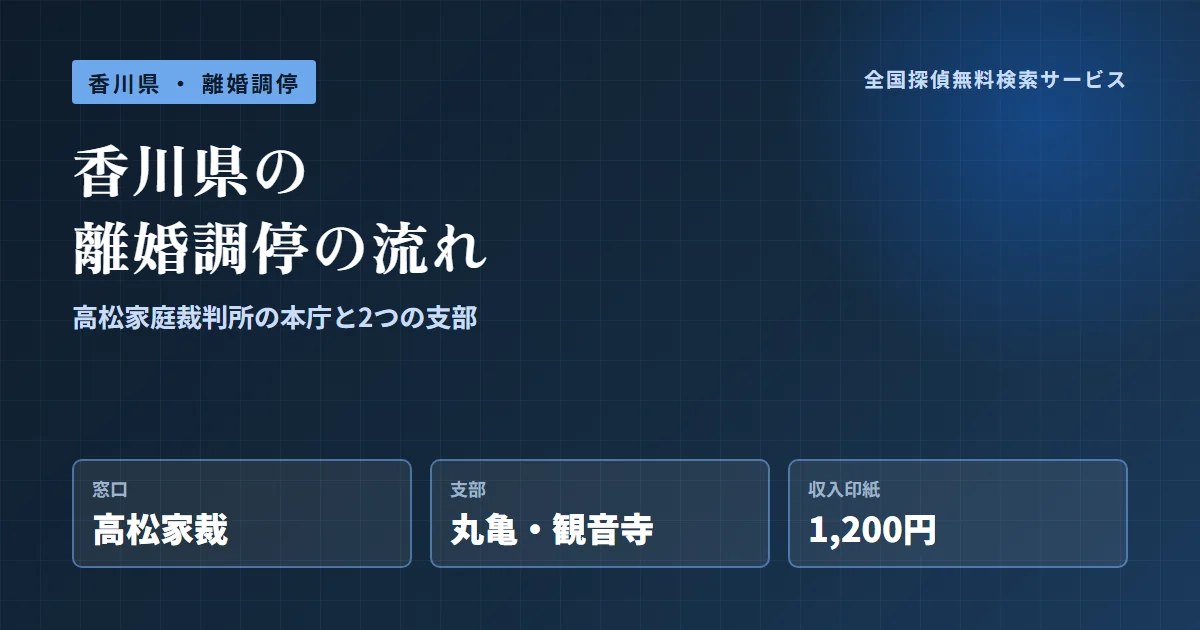 香川県 ・ 離婚調停
全国探偵無料検索サービス
香川県の
離婚調停の流れ
高松家庭裁判所の本庁と2つの支部
窓口
高松家裁
支部
丸亀・観音寺
収入印紙
1,200円